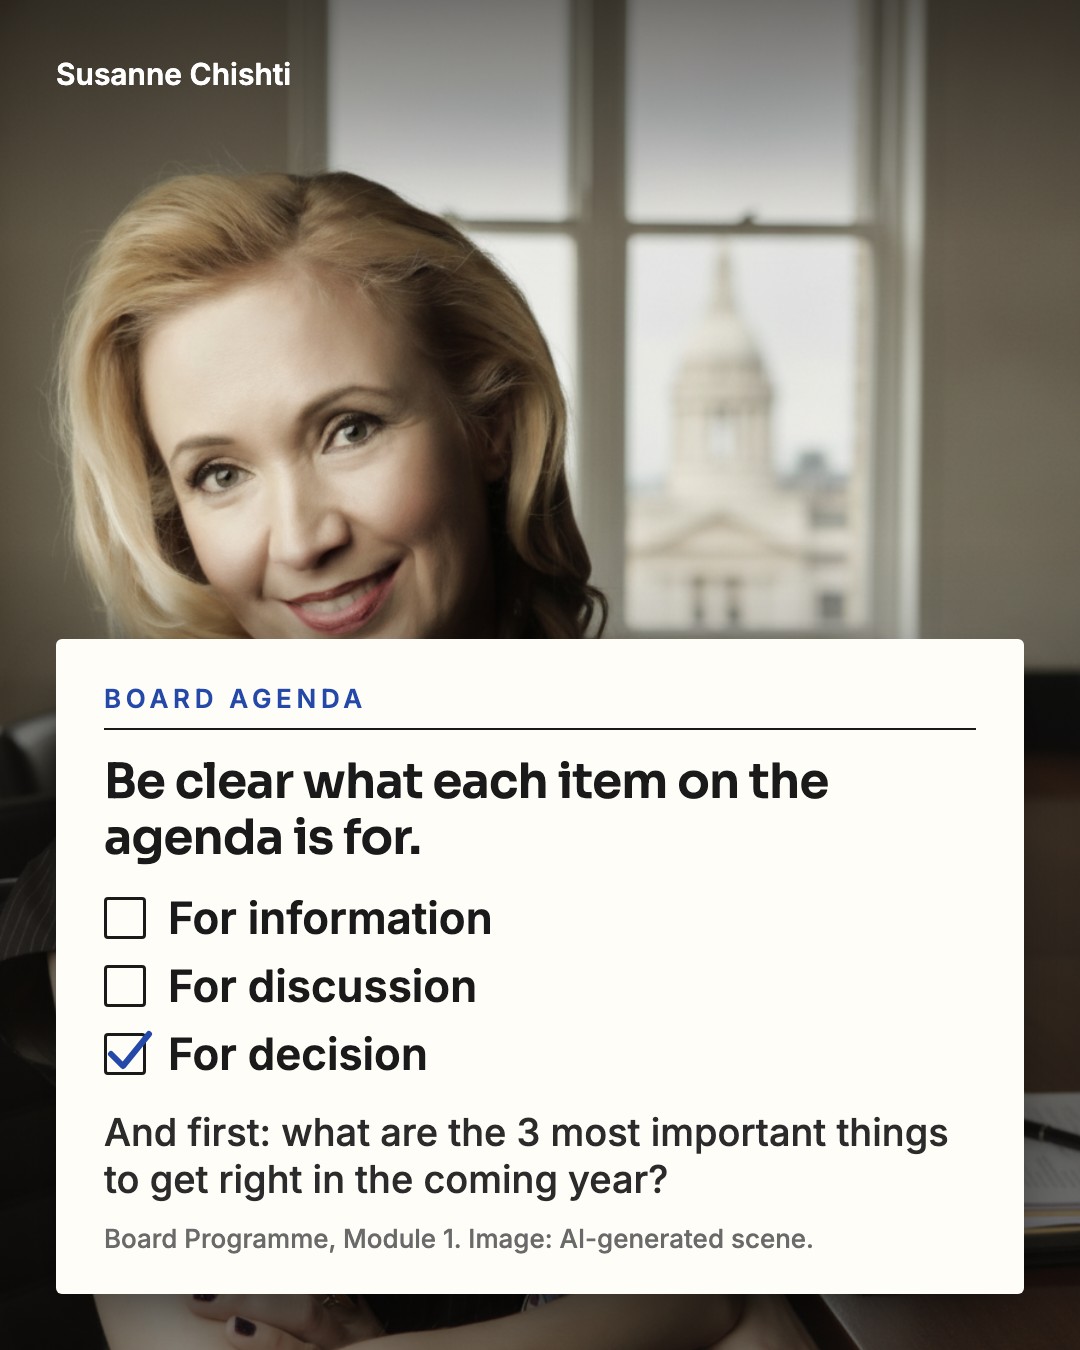 Susanne Chishti
BOARD AGENDA
Be clear what each item on the
agenda is for.
For information
For discussion
For decision
And first: what are the 3 most important things
to get right in the coming year?
Board Programme, Module 1. Image: AI-generated scene.